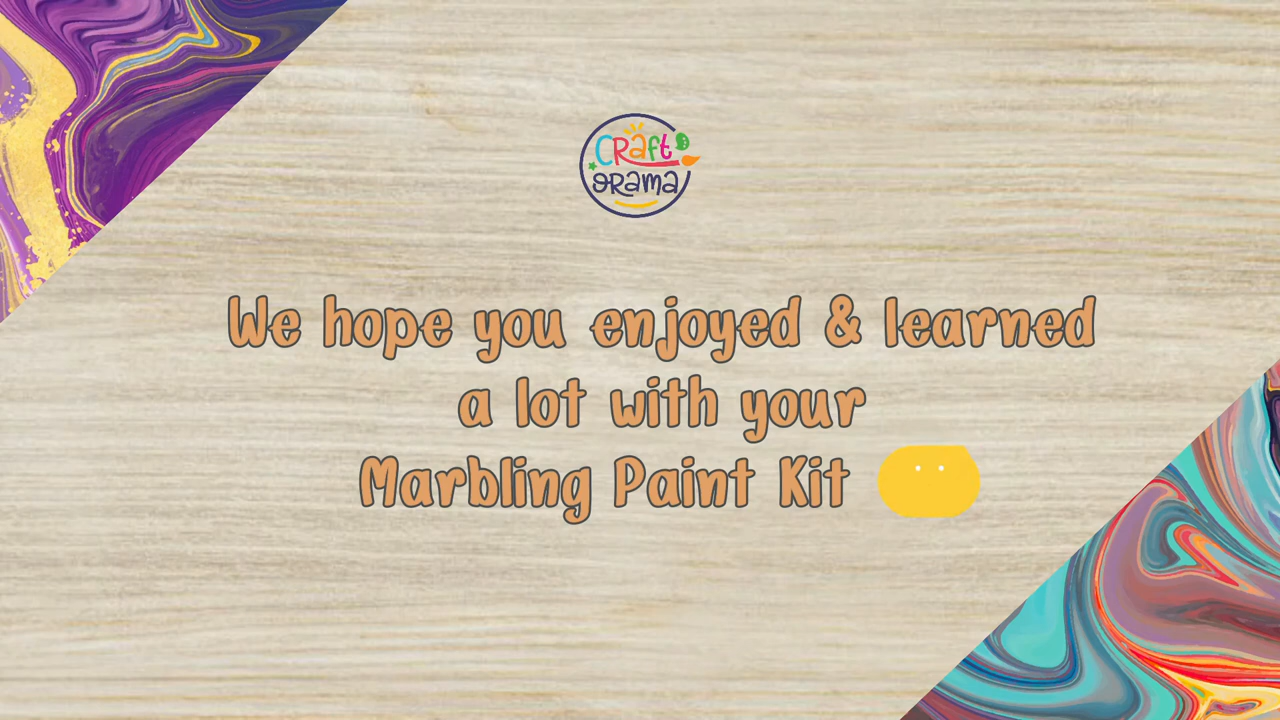 Craft
Orama
We hope you enjoyed & learned
a lot with your
Marbling Paint Kit